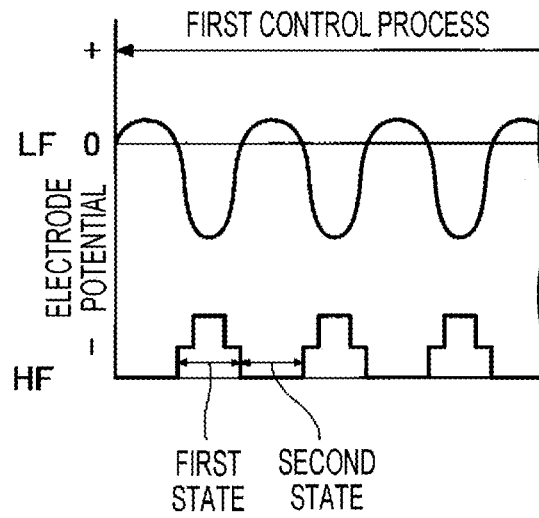 FIRST CONTROL PROCESS
+
LF 0
ELECTRODE
POTENTIAL
−
HF
FIRST
STATE
SECOND
STATE